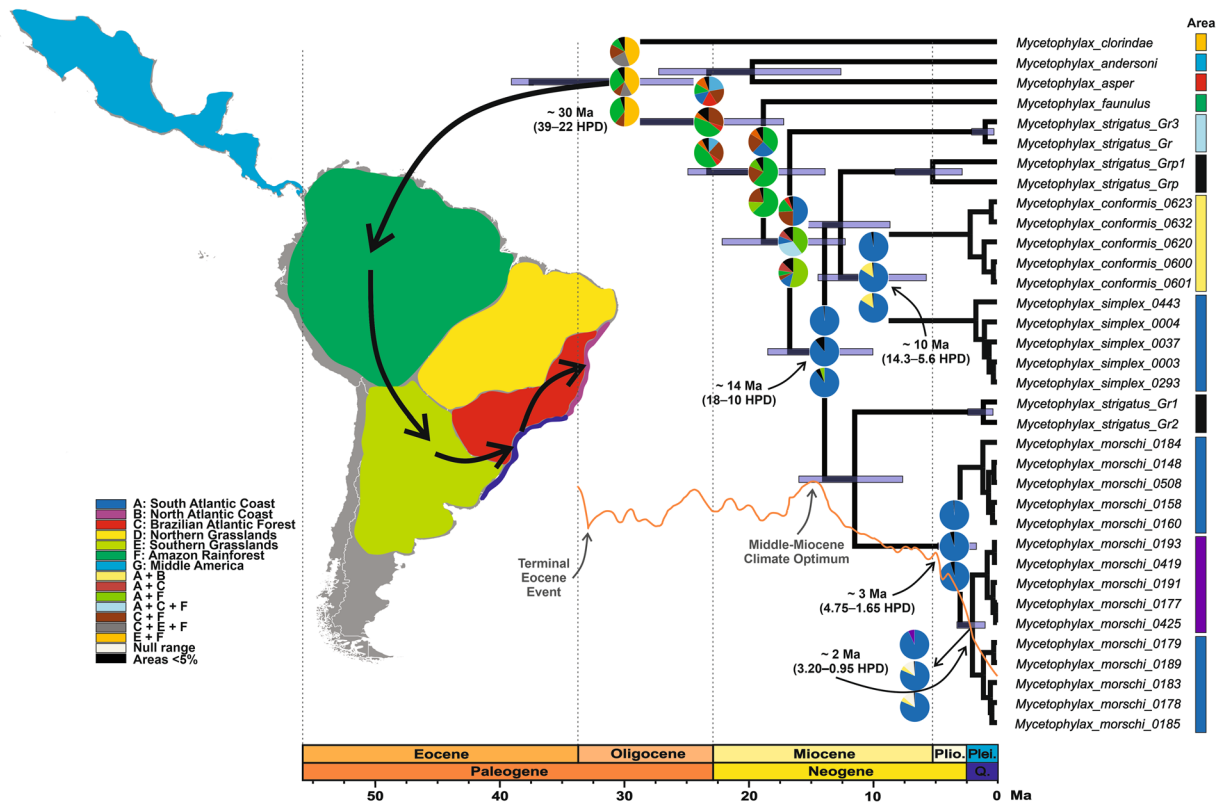 Area
Mycetophylax_clorindae
Mycetophylax_andersoni
Mycetophylax_asper
Mycetophylax_faunulus
Mycetophylax_strigatus_Gr3
Mycetophylax_strigatus_Gr
Mycetophylax_strigatus_Grp1
Mycetophylax_strigatus_Grp
Mycetophylax_conformis_0623
Mycetophylax_conformis_0632
Mycetophylax_conformis_0620
Mycetophylax_conformis_0600
Mycetophylax_conformis_0601
Mycetophylax_simplex_0443
Mycetophylax_simplex_0004
Mycetophylax_simplex_0037
Mycetophylax_simplex_0003
Mycetophylax_simplex_0293
Mycetophylax_strigatus_Gr1
Mycetophylax_strigatus_Gr2
Mycetophylax_morschi_0184
Mycetophylax_morschi_0148
Mycetophylax_morschi_0508
Mycetophylax_morschi_0158
Mycetophylax_morschi_0160
Mycetophylax_morschi_0193
Mycetophylax_morschi_0419
Mycetophylax_morschi_0191
Mycetophylax_morschi_0177
Mycetophylax_morschi_0425
Mycetophylax_morschi_0179
Mycetophylax_morschi_0189
Mycetophylax_morschi_0183
Mycetophylax_morschi_0178
Mycetophylax_morschi_0185
~ 30 Ma
(39–22 HPD)
~ 10 Ma
(14.3–5.6 HPD)
~ 14 Ma
(18–10 HPD)
Terminal
Eocene
Event
Middle-Miocene
Climate Optimum
~ 3 Ma
(4.75–1.65 HPD)
~ 2 Ma
(3.20–0.95 HPD)
A: South Atlantic Coast
B: North Atlantic Coast
C: Brazilian Atlantic Forest
D: Northern Grasslands
E: Southern Grasslands
F: Amazon Rainforest
G: Middle America
A + B
A + C
A + F
A + C + F
C + F
C + E + F
E + F
Null range
Areas <5%
Eocene Oligocene Miocene Plio. Plei.
Paleogene Neogene Q.
50 40 30 20 10 0 Ma